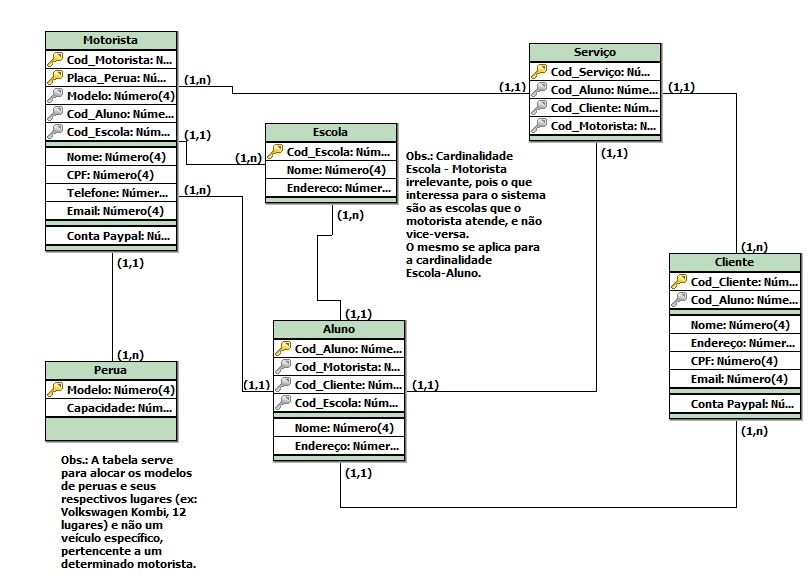 Motorista
Cod_Motorista: N...
Placa_Perua: Nú...
Modelo: Número(4)
Cod_Aluno: Núm...
Cod_Escola: Núm...
Nome: Número(4)
CPF: Número(4)
Telefone: Númer...
Email: Número(4)
Conta Paypal: Nú...
(1,n)
(1,1)
(1,n)
(1,1)
(1,n)
Escola
Cod_Escola: Núm...
Nome: Número(4)
Endereco: Númer...
(1,n)
(1,1)
Obs.: Cardinalidade
Escola - Motorista
irrelevante, pois o que
interessa para o sistema
são as escolas que o
motorista atende, e não
vice-versa.
O mesmo se aplica para
a cardinalidade
Escola-Aluno.
Serviço
Cod_Serviço: Nú...
Cod_Aluno: Núme...
Cod_Cliente: Núm...
Cod_Motorista: N...
(1,1)
(1,1)
(1,1)
(1,n)
Cliente
Cod_Cliente: Núm...
Cod_Aluno: Núme...
Nome: Número(4)
Endereço: Númer...
CPF: Número(4)
Email: Número(4)
Conta Paypal: Nú...
(1,n)
Aluno
Cod_Aluno: Núme...
Cod_Motorista: N...
Cod_Cliente: Núm...
Cod_Escola: Núm...
Nome: Número(4)
Endereço: Númer...
(1,1)
(1,1)
(1,1)
(1,n)
Perua
Modelo: Número(4)
Capacidade: Núm...
Obs.: A tabela serve
para alocar os modelos
de peruas e seus
respectivos lugares (ex:
Volkswagen Kombi, 12
lugares) e não um
veículo específico,
pertencente a um
determinado motorista.